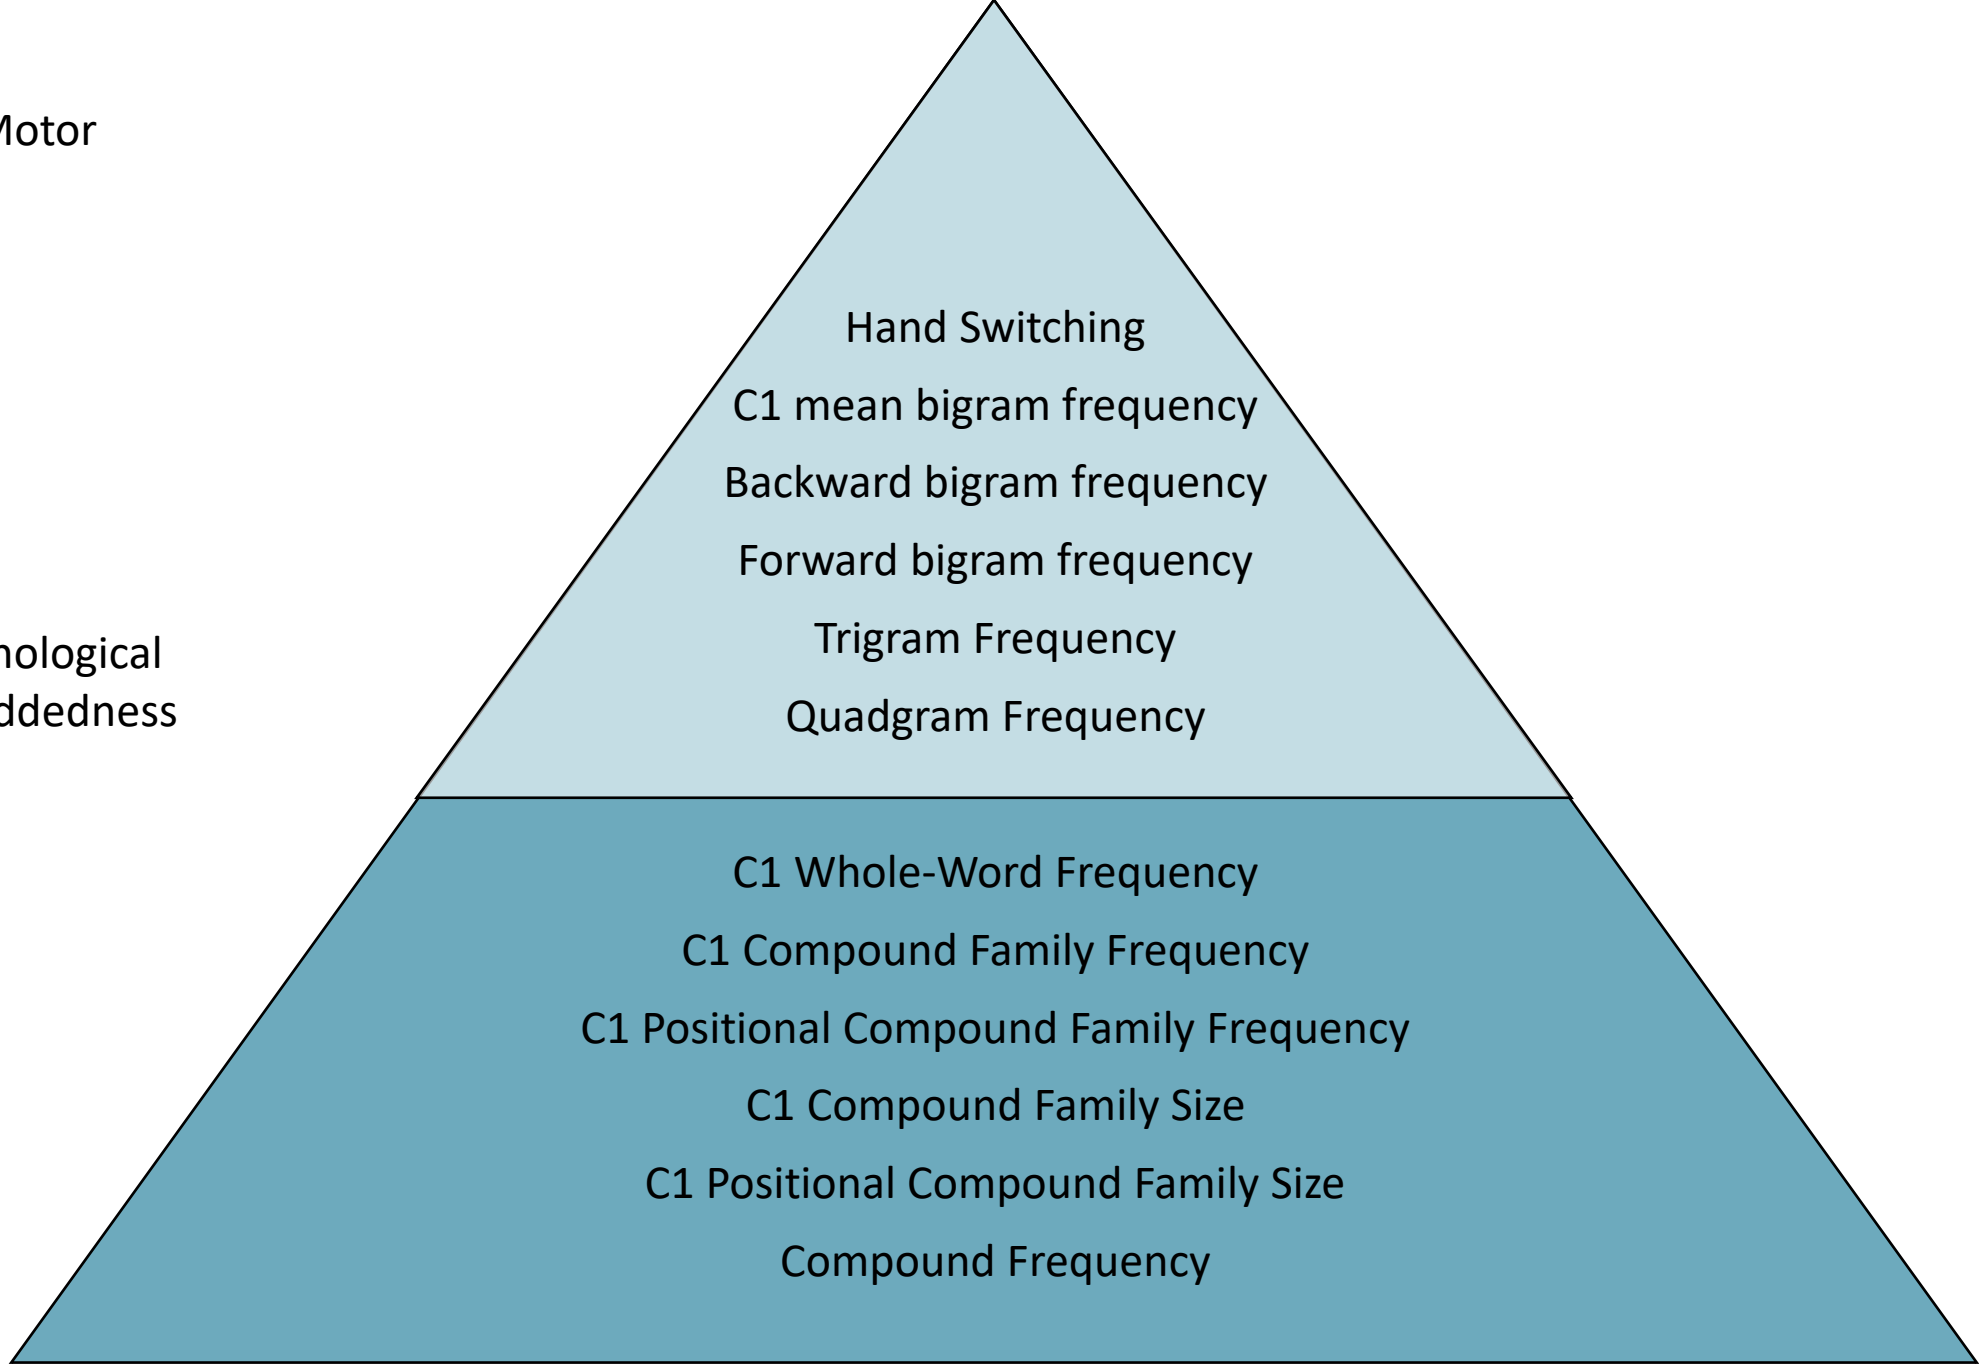 Motor
Hand Switching
C1 mean bigram frequency
Backward bigram frequency
Forward bigram frequency
Trigram Frequency
nological
ddedness
Quadgram Frequency
C1 Whole-Word Frequency
C1 Compound Family Frequency
C1 Positional Compound Family Frequency
C1 Compound Family Size
C1 Positional Compound Family Size
Compound Frequency